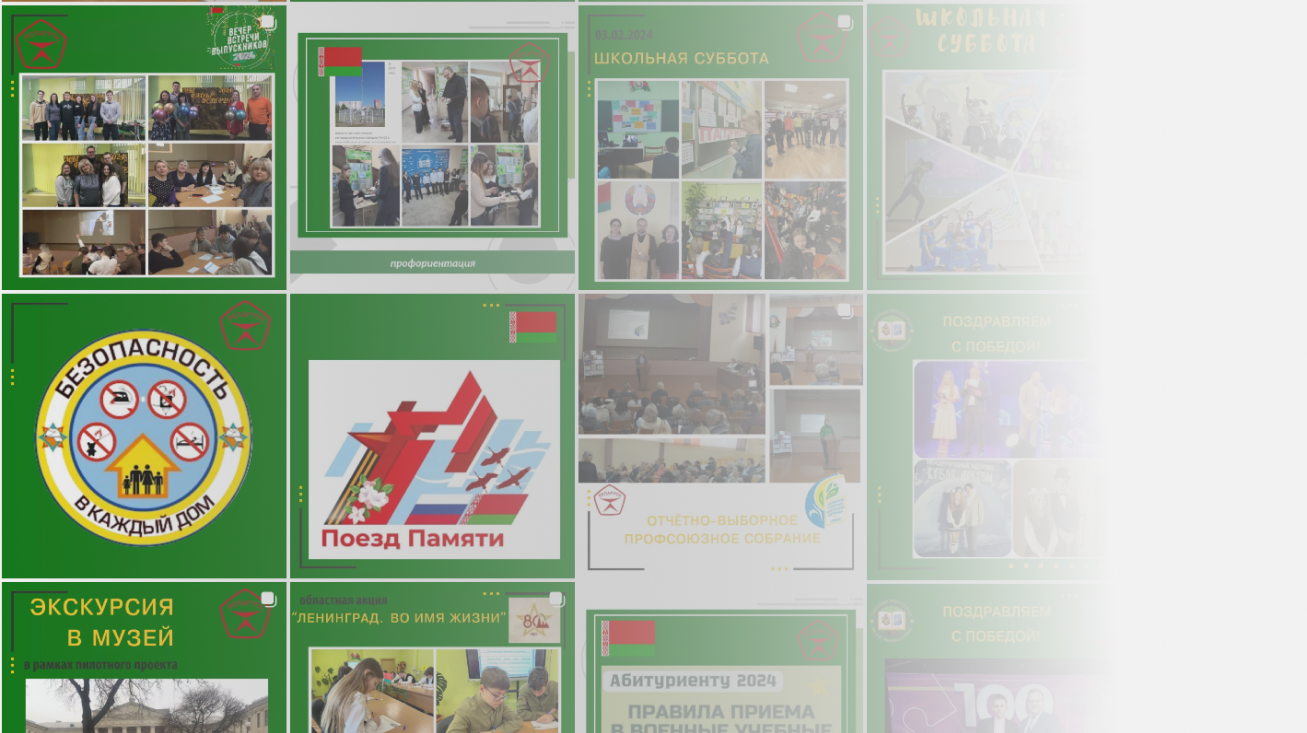 ВЕЧЕР
ВСТРЕЧИ
ВЫПУСКНИКОВ
2024
профориентация
03.02.2024
ШКОЛЬНАЯ СУББОТА
ШКОЛЬНАЯ
СУББОТА
БЕЗОПАСНОСТЬ
В КАЖДЫЙ ДОМ
Поезд Памяти
ОТЧЁТНО-ВЫБОРНОЕ
ПРОФСОЮЗНОЕ СОБРАНИЕ
ПОЗДРАВЛЯЕМ
С ПОБЕДОЙ!
ЭКСКУРСИЯ
В МУЗЕЙ
в рамках пилотного проекта
областная акция
"ЛЕНИНГРАД. ВО ИМЯ ЖИЗНИ"
80
Абитуриенту 2024
ПРАВИЛА ПРИЕМА
В ВОЕННЫЕ УЧЕБНЫЕ
ПОЗДРАВЛЯЕМ
С ПОБЕДОЙ!
100